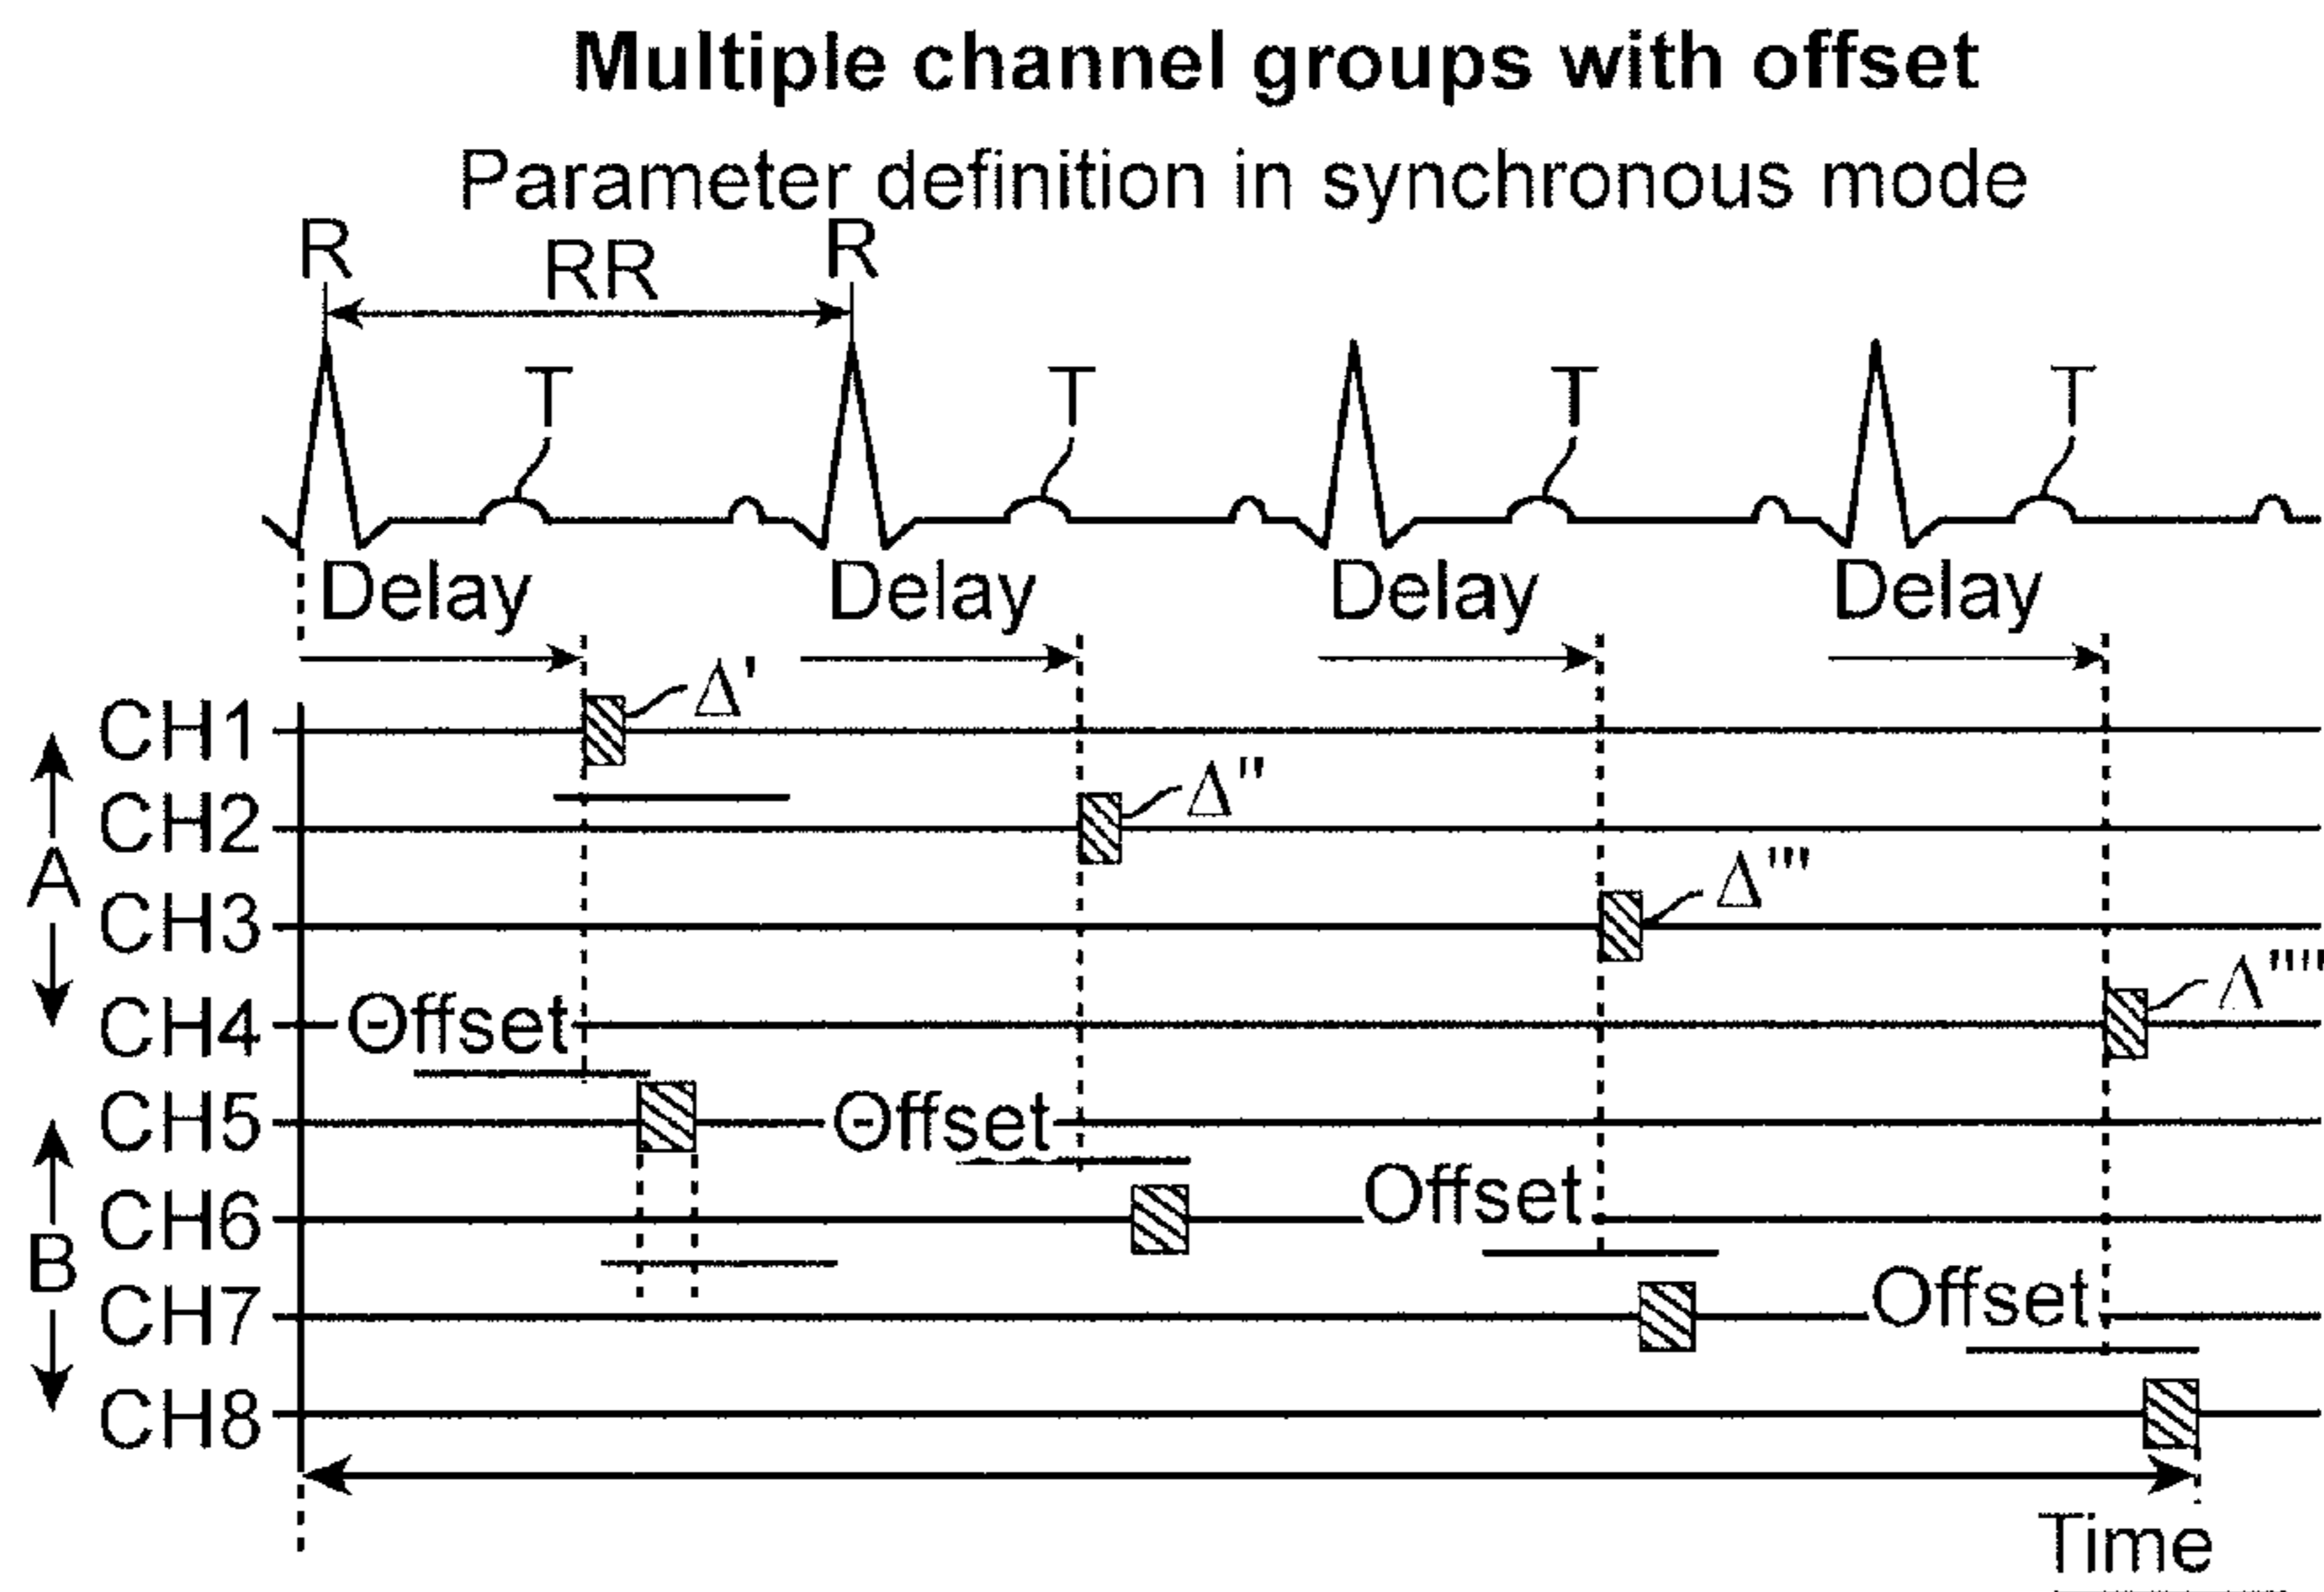 Multiple channel groups with offset
Parameter definition in synchronous mode
R RR R
T T T T
Delay Delay Delay Delay
CH1 Δ'
CH2 Δ"
A
CH3 Δ'''
CH4 Offset Δ""
CH5 Offset
CH6 Offset
B
CH7 Offset
CH8
Time